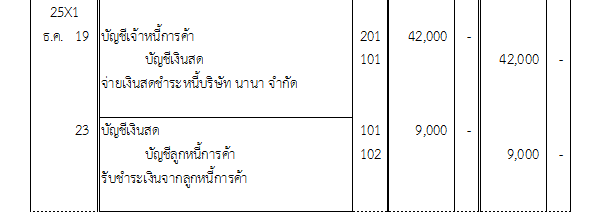 25X1
ธ.ค. 19 บัญชีเจ้าหนี้การค้า 201 42,000 -
บัญชีเงินสด 101 42,000 -
จ่ายเงินสดชำระหนี้บริษัท นานา จำกัด
23 บัญชีเงินสด 101 9,000 -
บัญชีลูกหนี้การค้า 102 9,000 -
รับชำระเงินจากลูกหนี้การค้า